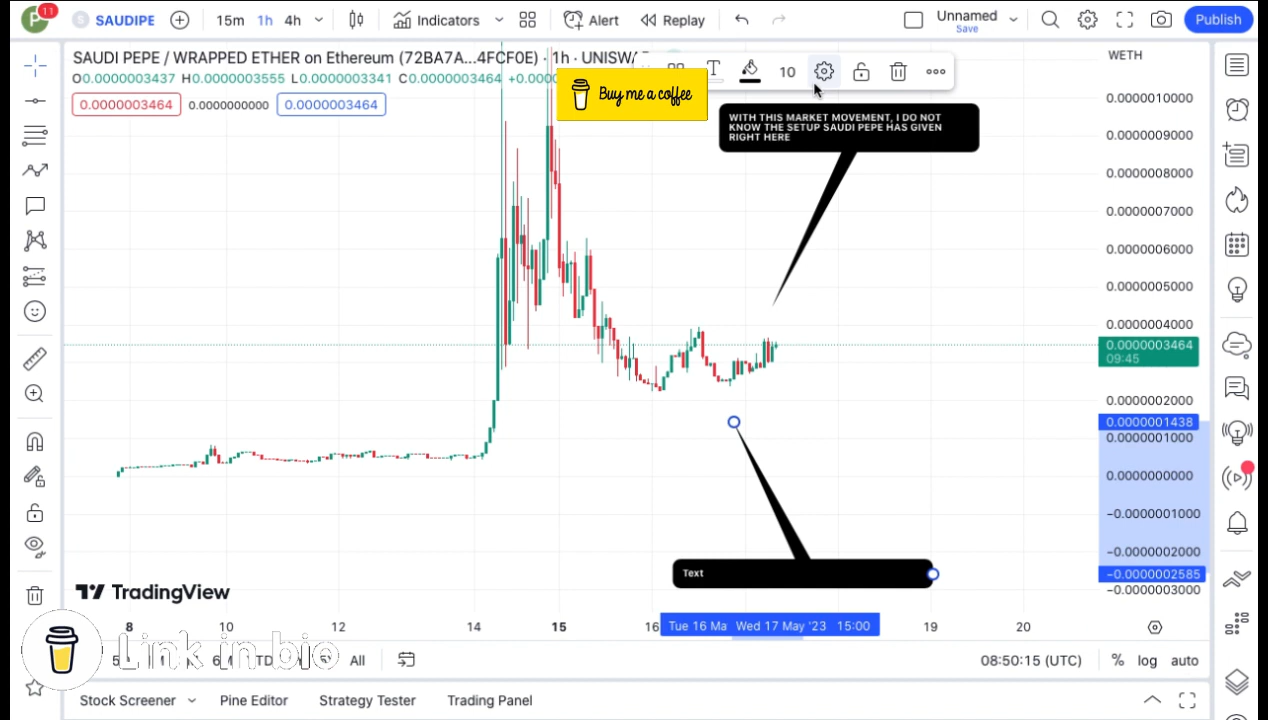 11
SAUDIPE
15m 1h 4h
Indicators
Alert
Replay
Unnamed
Save
Publish
SAUDI PEPE / WRAPPED ETHER on Ethereum (72BA7A...4FCF0E) · 1h · UNISWA
O0.0000003437 H0.0000003555 L0.0000003341 C0.0000003464 +0.000
0.0000003464 0.0000000000 0.0000003464
Buy me a coffee
T 10
WITH THIS MARKET MOVEMENT, I DO NOT
KNOW THE SETUP SAUDI PEPE HAS GIVEN
RIGHT HERE
WETH
0.0000010000
0.0000009000
0.0000008000
0.0000007000
0.0000006000
0.0000005000
0.0000004000
0.0000003464
09:45
0.0000002000
0.0000001438
0.0000001000
0.0000000000
−0.0000001000
−0.0000002000
−0.0000002585
−0.0000003000
Text
TradingView
8 10 12 14 15 16 Tue 16 Ma Wed 17 May '23 15:00 19 20
Link in bio
All
08:50:15 (UTC) % log auto
Stock Screener Pine Editor Strategy Tester Trading Panel